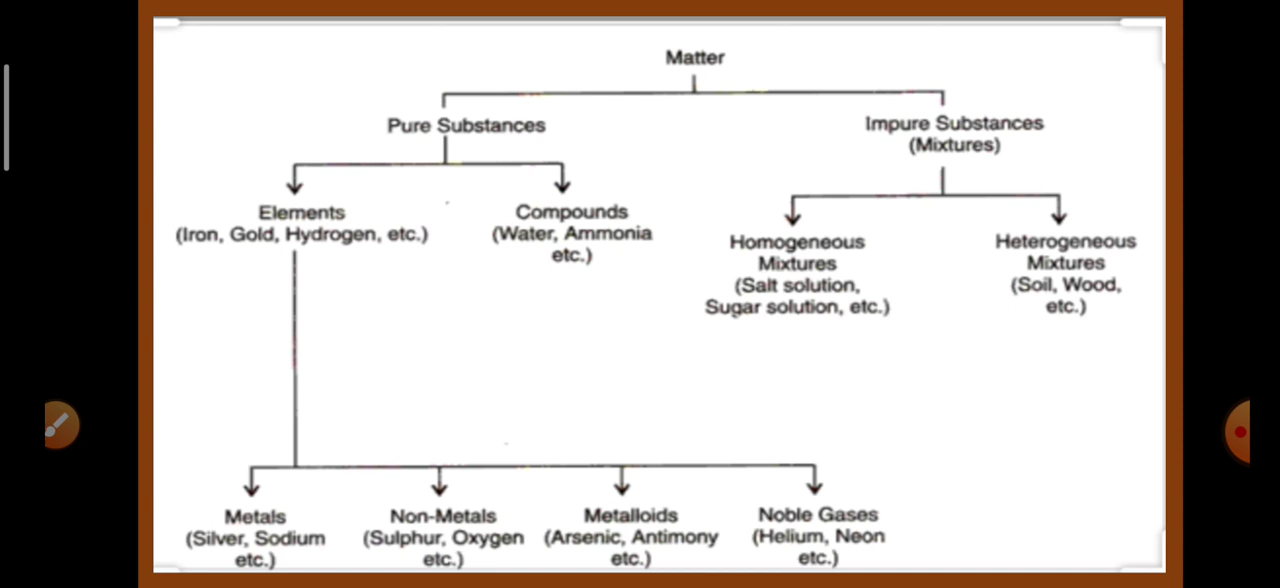 Matter
Pure Substances
Impure Substances
(Mixtures)
Elements
(Iron, Gold, Hydrogen, etc.)
Compounds
(Water, Ammonia
etc.)
Homogeneous
Mixtures
(Salt solution,
Sugar solution, etc.)
Heterogeneous
Mixtures
(Soil, Wood,
etc.)
Metals
(Silver, Sodium
etc.)
Non-Metals
(Sulphur, Oxygen
etc.)
Metalloids
(Arsenic, Antimony
etc.)
Noble Gases
(Helium, Neon
etc.)